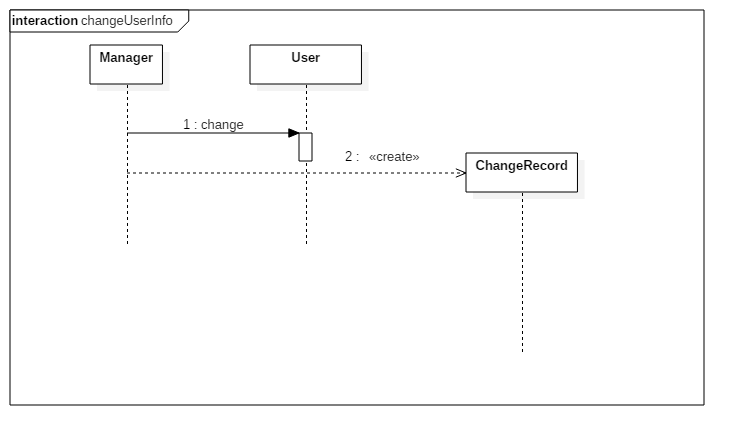 interaction changeUserInfo
Manager
User
1 : change
2 : «create»
ChangeRecord